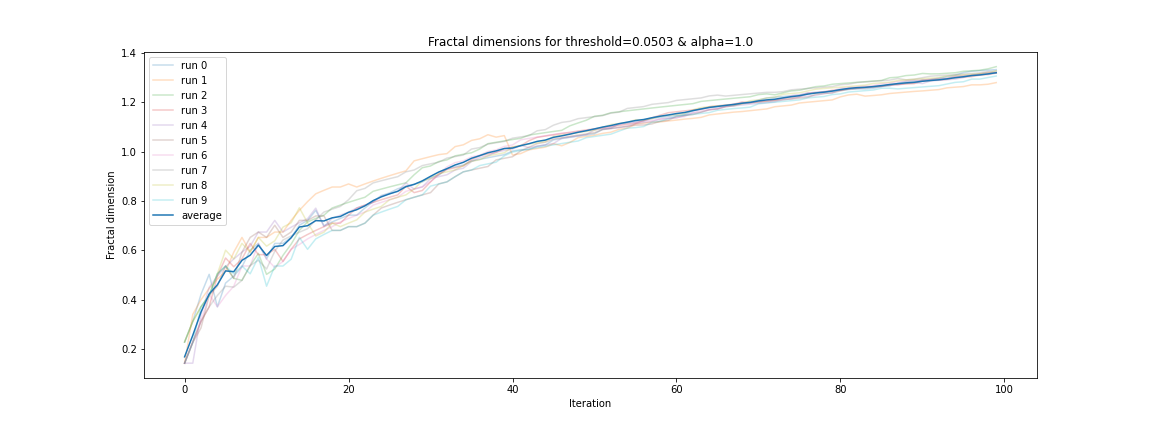 Fractal dimensions for threshold=0.0503 & alpha=1.0
Fractal dimension
1.4
1.2
1.0
0.8
0.6
0.4
0.2
run 0
run 1
run 2
run 3
run 4
run 5
run 6
run 7
run 8
run 9
average
0
20
40
60
80
100
Iteration